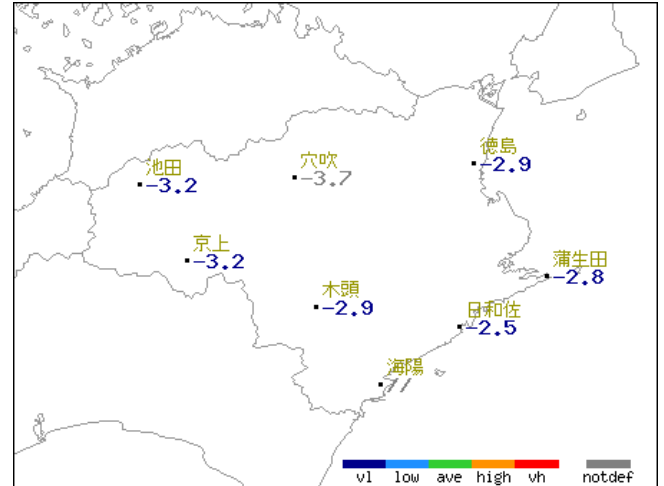 徳島
-2.9
穴吹
-3.7
池田
-3.2
京上
-3.2
蒲生田
-2.8
木頭
-2.9
日和佐
-2.5
海陽
//
vl low ave high vh notdef